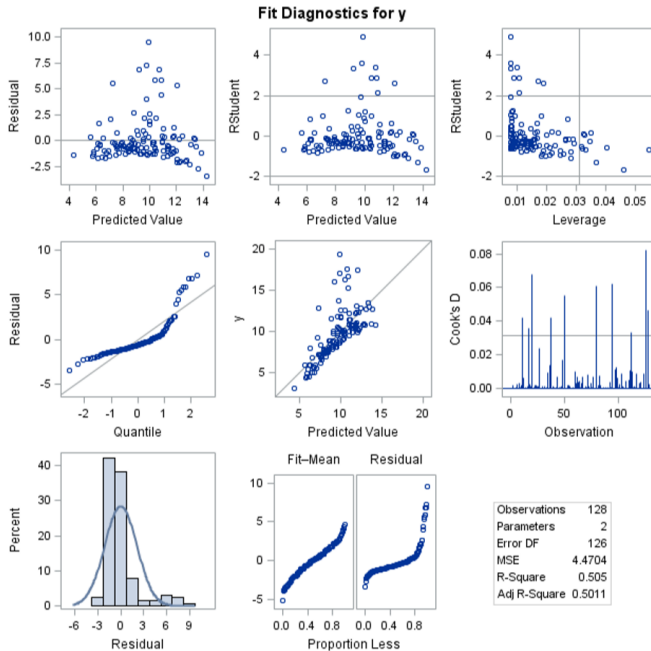 Fit Diagnostics for y
Residual
10.0
7.5
5.0
2.5
0.0
-2.5
4 6 8 10 12 14
Predicted Value
RStudent
4
2
0
-2
4 6 8 10 12 14
Predicted Value
RStudent
4
2
0
-2
0.01 0.02 0.03 0.04 0.05
Leverage
Residual
10
5
0
-5
-2 -1 0 1 2
Quantile
y
20
15
10
5
5 10 15 20
Predicted Value
Cook's D
0.08
0.06
0.04
0.02
0.00
0 50 100
Observation
Percent
40
30
20
10
0
-6 -3 0 3 6 9
Residual
Fit–Mean Residual
10
5
0
-5
0.0 0.4 0.8 0.0 0.4 0.8
Proportion Less
Observations 128
Parameters 2
Error DF 126
MSE 4.4704
R-Square 0.505
Adj R-Square 0.5011